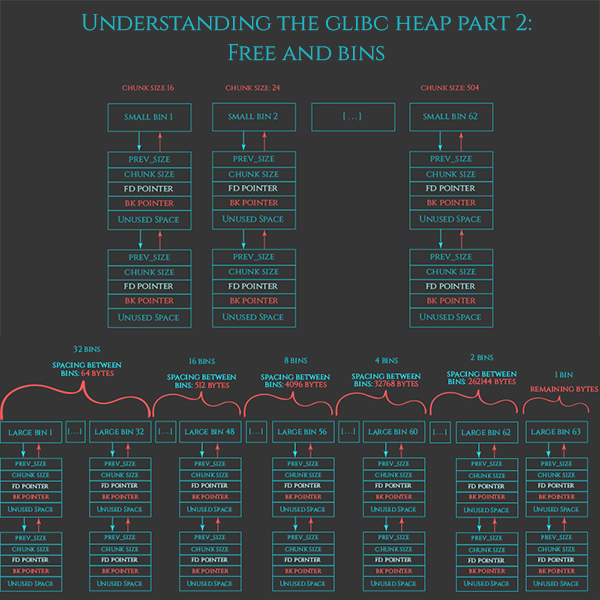 Understanding the glibc heap part 2:
Free and bins
Chunk size 16
Chunk size: 24
Chunk size: 504
Small bin 1
Small bin 2
[...]
Small bin 62
prev_size
prev_size
prev_size
chunk size
chunk size
chunk size
fd pointer
fd pointer
fd pointer
bk pointer
bk pointer
bk pointer
Unused Space
Unused Space
Unused Space
prev_size
prev_size
prev_size
chunk size
chunk size
chunk size
fd pointer
fd pointer
fd pointer
bk pointer
bk pointer
bk pointer
Unused Space
Unused Space
Unused Space
32 bins
Spacing between
bins: 64 bytes
16 bins
Spacing between
bins: 512 bytes
8 bins
Spacing between
bins: 4096 bytes
4 bins
Spacing between
bins: 32768 bytes
2 bins
Spacing between
bins: 262144 bytes
1 bin
Remaining bytes
Large bin 1
[...]
Large bin 32
[...]
Large bin 48
[...]
Large bin 56
[...]
Large bin 60
[...]
Large bin 62
Large bin 63
prev_size
prev_size
prev_size
prev_size
prev_size
prev_size
prev_size
chunk size
chunk size
chunk size
chunk size
chunk size
chunk size
chunk size
fd pointer
fd pointer
fd pointer
fd pointer
fd pointer
fd pointer
fd pointer
bk pointer
bk pointer
bk pointer
bk pointer
bk pointer
bk pointer
bk pointer
Unused Space
Unused Space
Unused Space
Unused Space
Unused Space
Unused Space
Unused Space
prev_size
prev_size
prev_size
prev_size
prev_size
prev_size
prev_size
chunk size
chunk size
chunk size
chunk size
chunk size
chunk size
chunk size
fd pointer
fd pointer
fd pointer
fd pointer
fd pointer
fd pointer
fd pointer
bk pointer
bk pointer
bk pointer
bk pointer
bk pointer
bk pointer
bk pointer
Unused Space
Unused Space
Unused Space
Unused Space
Unused Space
Unused Space
Unused Space